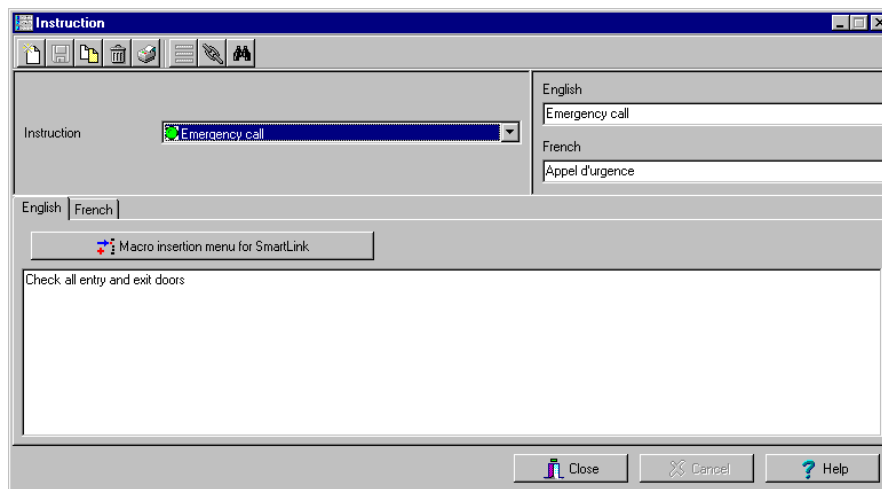 Instruction
English
Instruction
Emergency call
Emergency call
French
Appel d'urgence
English
French
Macro insertion menu for SmartLink
Check all entry and exit doors
Close
Cancel
Help